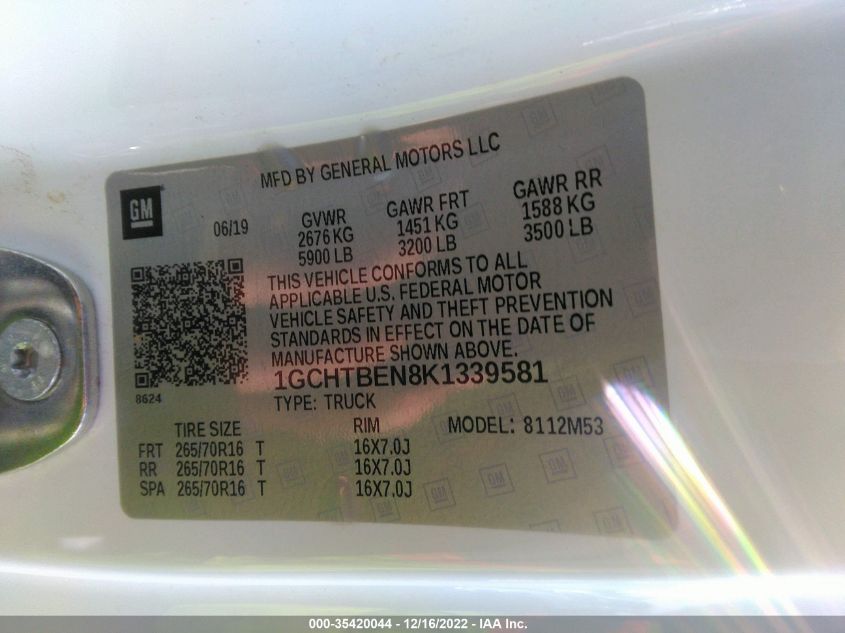 MFD BY GENERAL MOTORS LLC
GM
06/19
GVWR
2676 KG
5900 LB
GAWR FRT
1451 KG
3200 LB
GAWR RR
1588 KG
3500 LB
THIS VEHICLE CONFORMS TO ALL
APPLICABLE U.S. FEDERAL MOTOR
VEHICLE SAFETY AND THEFT PREVENTION
STANDARDS IN EFFECT ON THE DATE OF
MANUFACTURE SHOWN ABOVE.
1GCHTBEN8K1339581
8624
TYPE: TRUCK
TIRE SIZE RIM MODEL: 8112M53
FRT 265/70R16 T 16X7.0J
RR 265/70R16 T 16X7.0J
SPA 265/70R16 T 16X7.0J
000-35420044 - 12/16/2022 - IAA Inc.